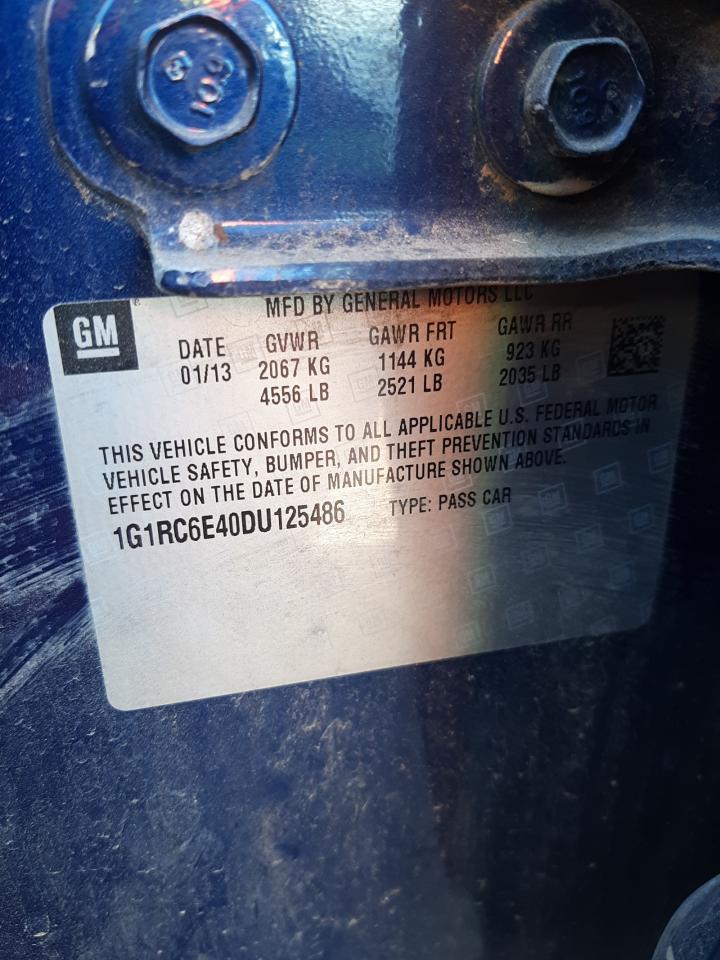 MFD BY GENERAL MOTORS LLC
GM
DATE GVWR GAWR FRT GAWR RR
01/13 2067 KG 1144 KG 923 KG
4556 LB 2521 LB 2035 LB
THIS VEHICLE CONFORMS TO ALL APPLICABLE U.S. FEDERAL MOTOR
VEHICLE SAFETY, BUMPER, AND THEFT PREVENTION STANDARDS IN
EFFECT ON THE DATE OF MANUFACTURE SHOWN ABOVE.
1G1RC6E40DU125486 TYPE: PASS CAR